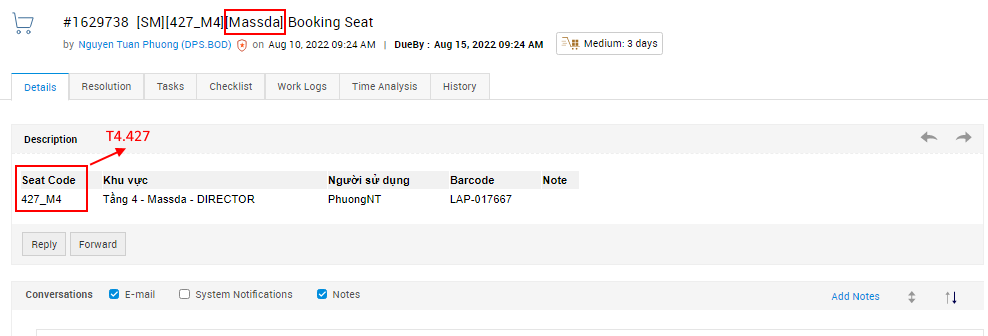 #1629738 [SM][427_M4][Massda] Booking Seat
by Nguyen Tuan Phuong (DPS.BOD) on Aug 10, 2022 09:24 AM | DueBy : Aug 15, 2022 09:24 AM Medium: 3 days
Details Resolution Tasks Checklist Work Logs Time Analysis History
Description T4.427
Seat Code Khu vực Người sử dụng Barcode Note
427_M4 Tầng 4 - Massda - DIRECTOR PhuongNT LAP-017667
Reply Forward
Conversations E-mail System Notifications Notes Add Notes